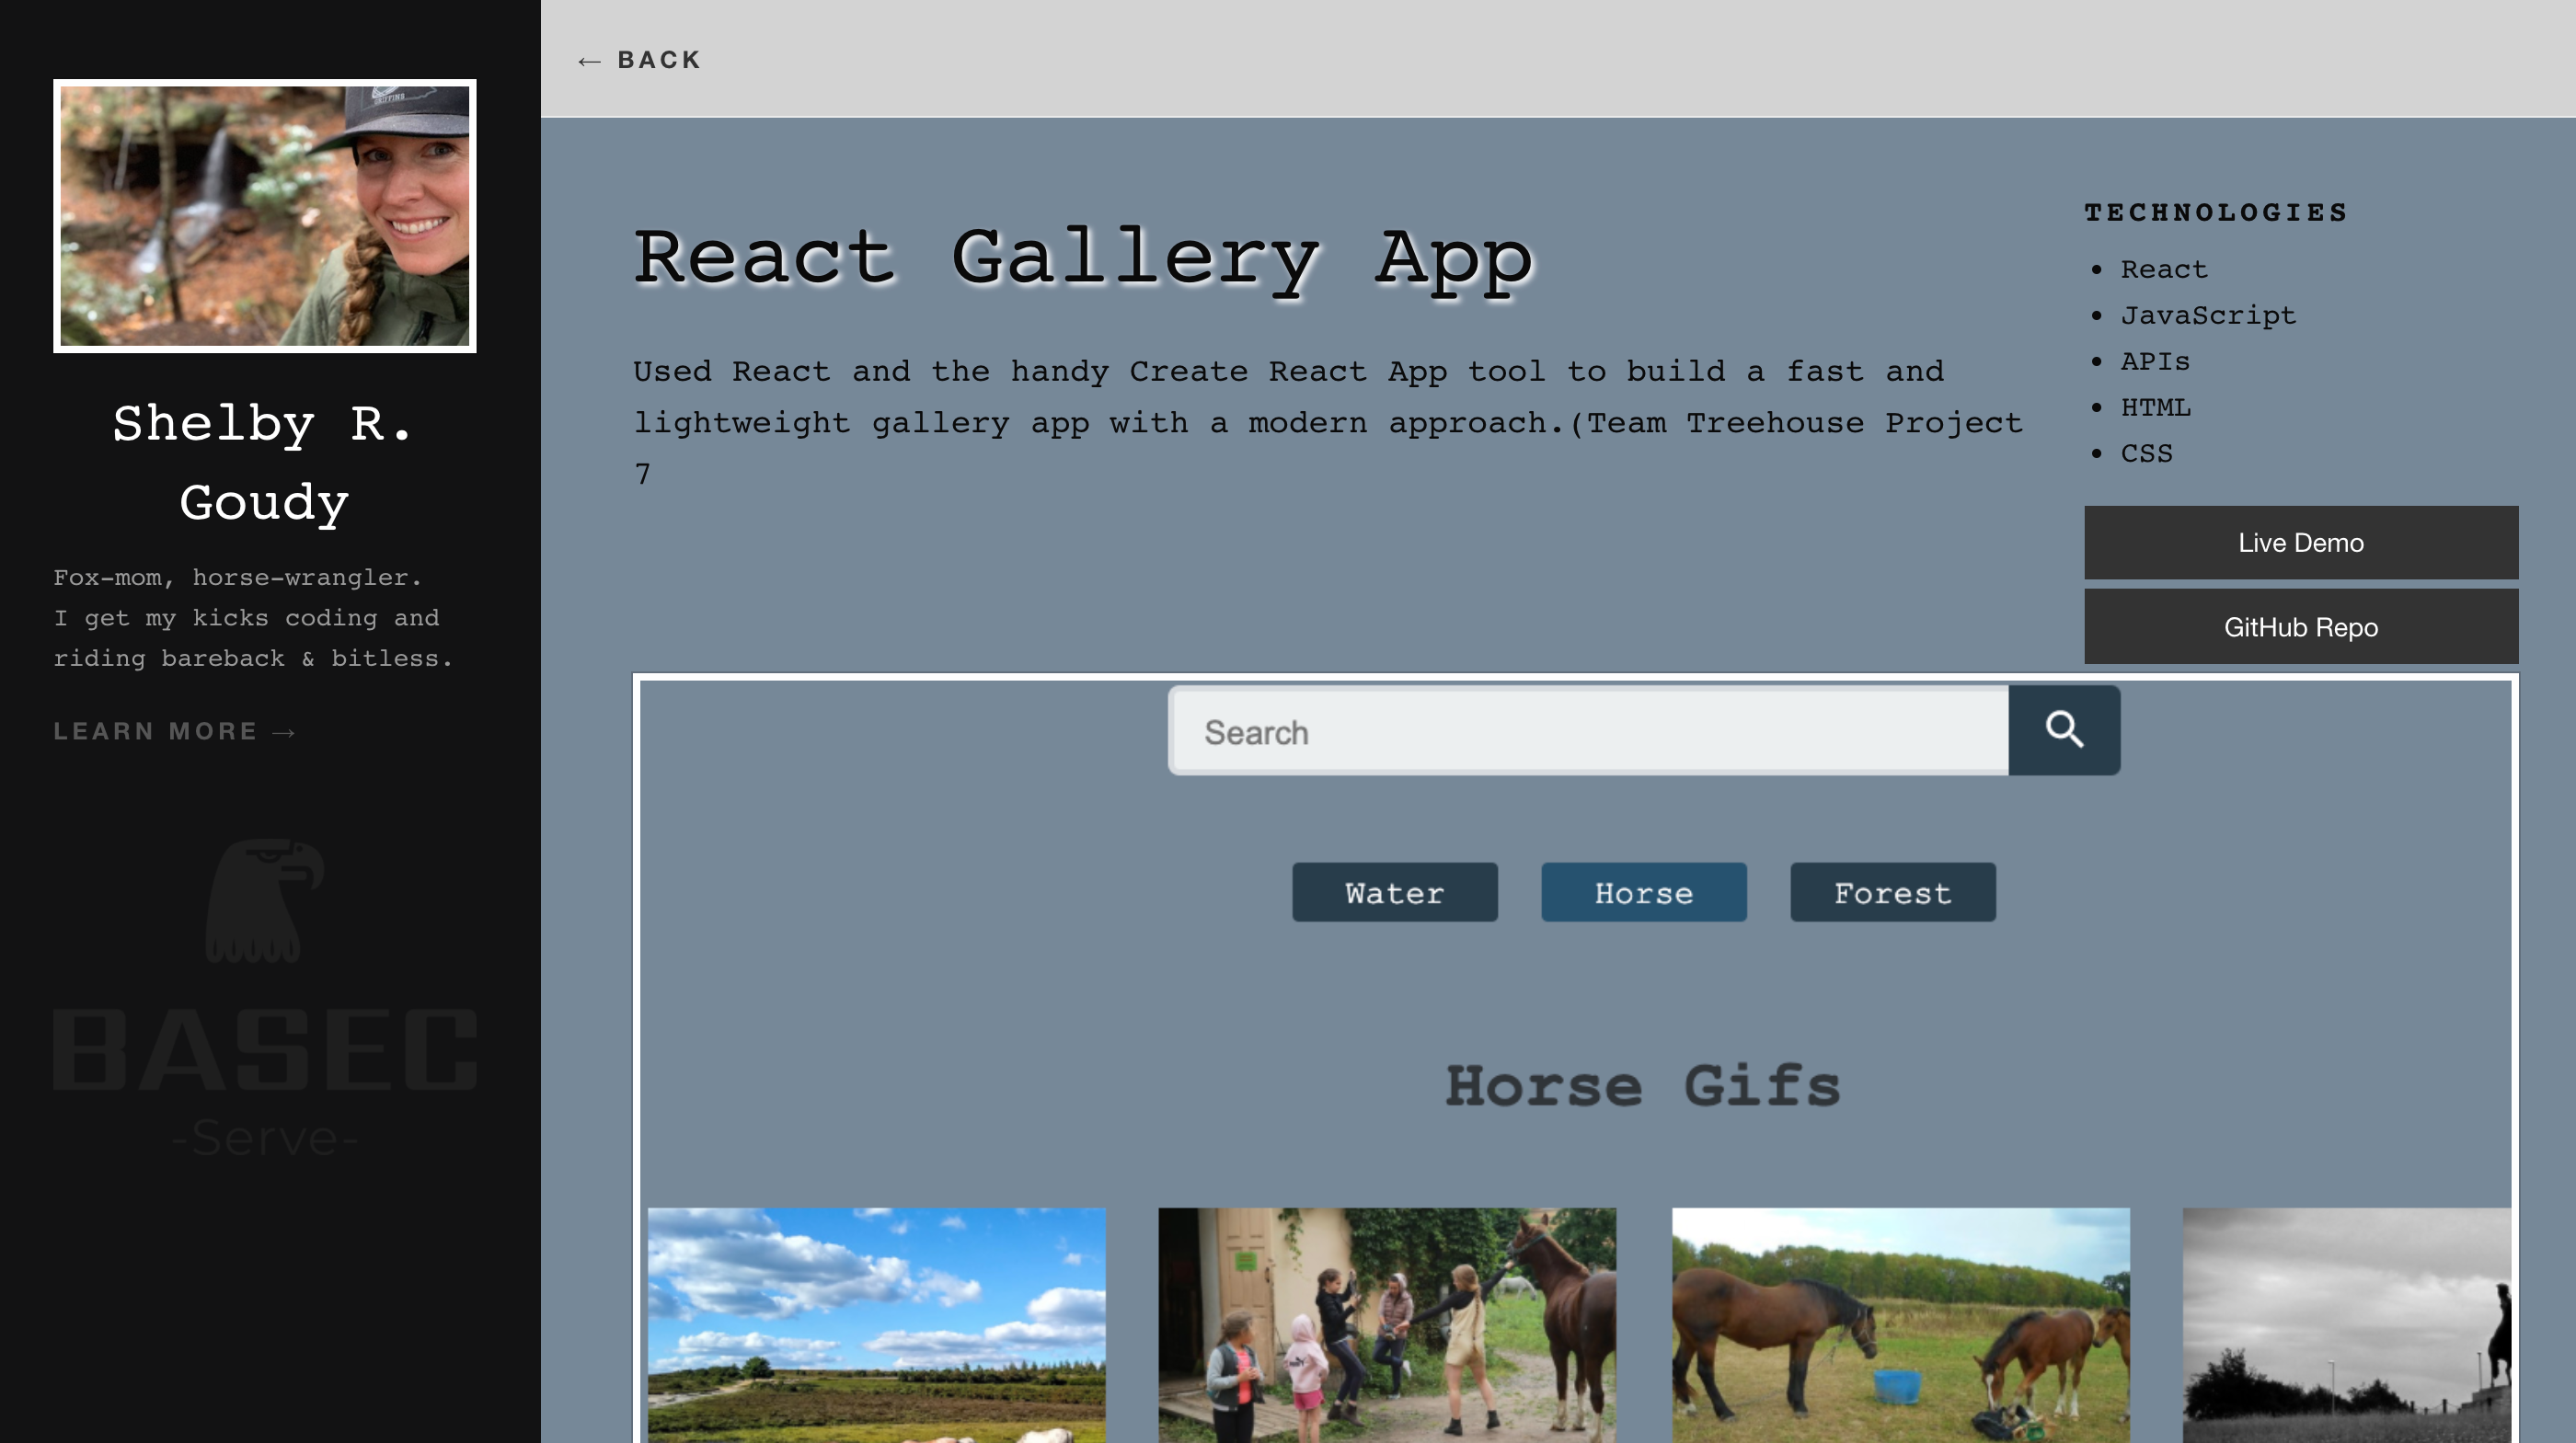 GRIFFINS
Shelby R.
Goudy
Fox-mom, horse-wrangler.
I get my kicks coding and
riding bareback & bitless.
LEARN MORE →
BASEC
-Serve-
← BACK
React Gallery App
Used React and the handy Create React App tool to build a fast and
lightweight gallery app with a modern approach.(Team Treehouse Project
7
TECHNOLOGIES
• React
• JavaScript
• APIs
• HTML
• CSS
Live Demo
GitHub Repo
Search
Water
Horse
Forest
Horse Gifs